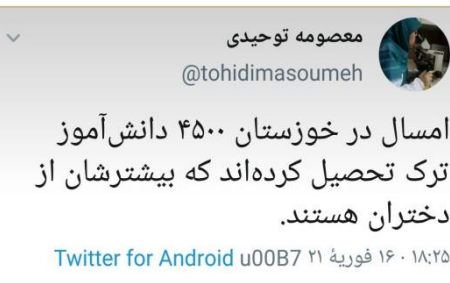 معصومه توحیدی
@tohidimasoumeh
امسال در خوزستان ۴۵۰۰ دانش‌آموز
ترک تحصیل کرده‌اند که بیشترشان از
دختران هستند.
۱۸:۲۵ · ۱۶ فوریهٔ ۲۱ u00B7 Twitter for Android